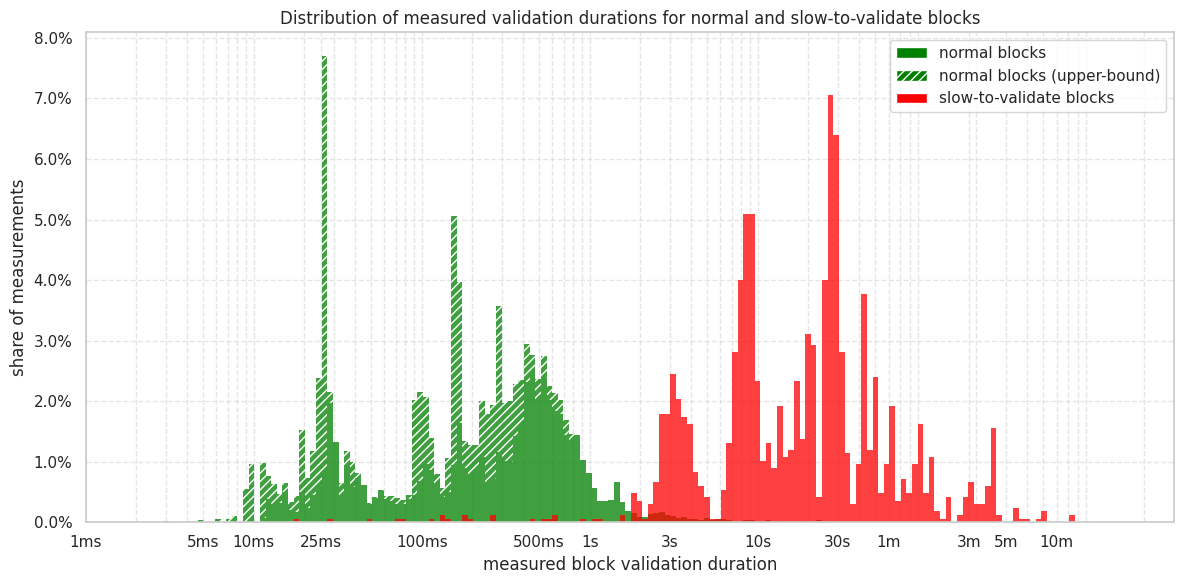 Distribution of measured validation durations for normal and slow-to-validate blocks
normal blocks
normal blocks (upper-bound)
slow-to-validate blocks
share of measurements
8.0%
7.0%
6.0%
5.0%
4.0%
3.0%
2.0%
1.0%
0.0%
1ms 5ms 10ms 25ms 100ms 500ms 1s 3s 10s 30s 1m 3m 5m 10m
measured block validation duration